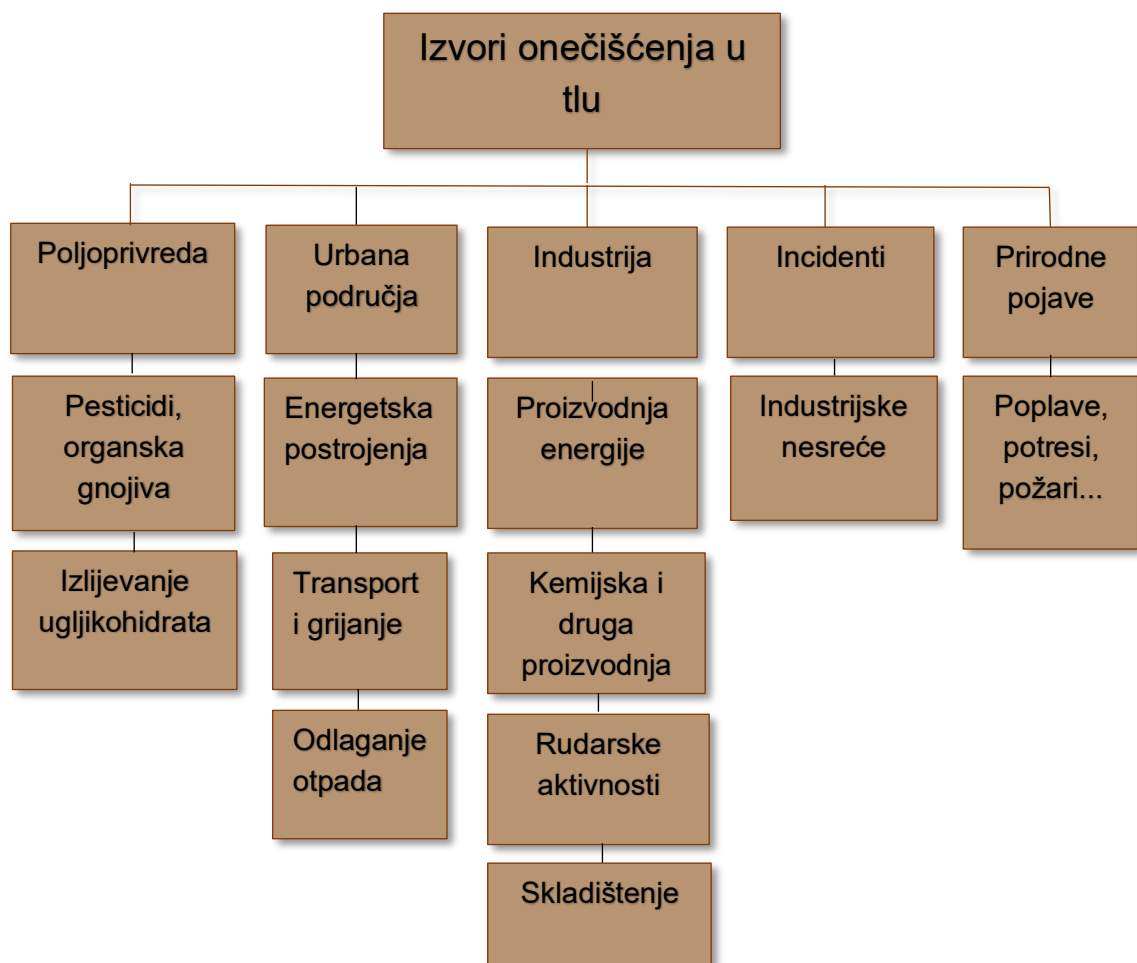 Izvori onečišćenja u
tlu
Poljoprivreda
Urbana
područja
Industrija
Incidenti
Prirodne
pojave
Pesticidi,
organska
gnojiva
Energetska
postrojenja
Proizvodnja
energije
Industrijske
nesreće
Poplave,
potresi,
požari...
Izlijevanje
ugljikohidrata
Transport
i grijanje
Kemijska i
druga
proizvodnja
Odlaganje
otpada
Rudarske
aktivnosti
Skladištenje